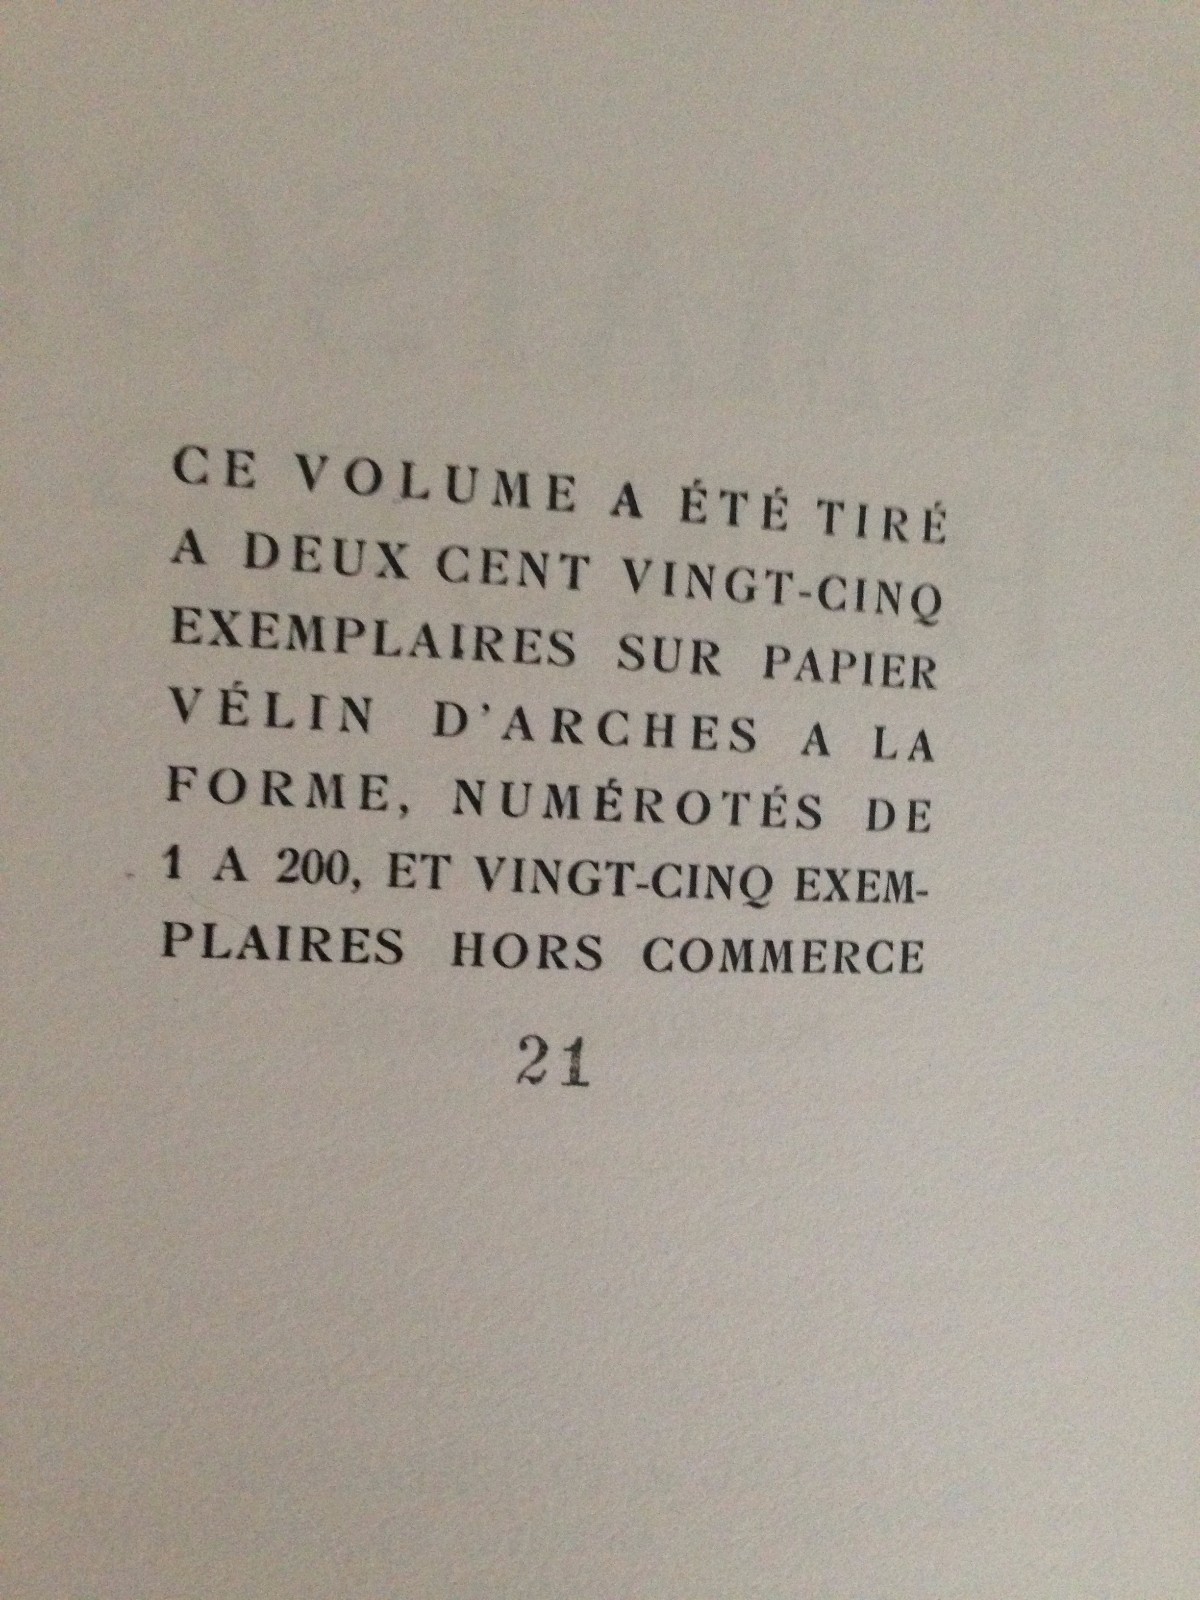 CE VOLUME A ÉTÉ TIRÉ
A DEUX CENT VINGT-CINQ
EXEMPLAIRES SUR PAPIER
VÉLIN D'ARCHES A LA
FORME, NUMÉROTÉS DE
1 A 200, ET VINGT-CINQ EXEM-
PLAIRES HORS COMMERCE
21